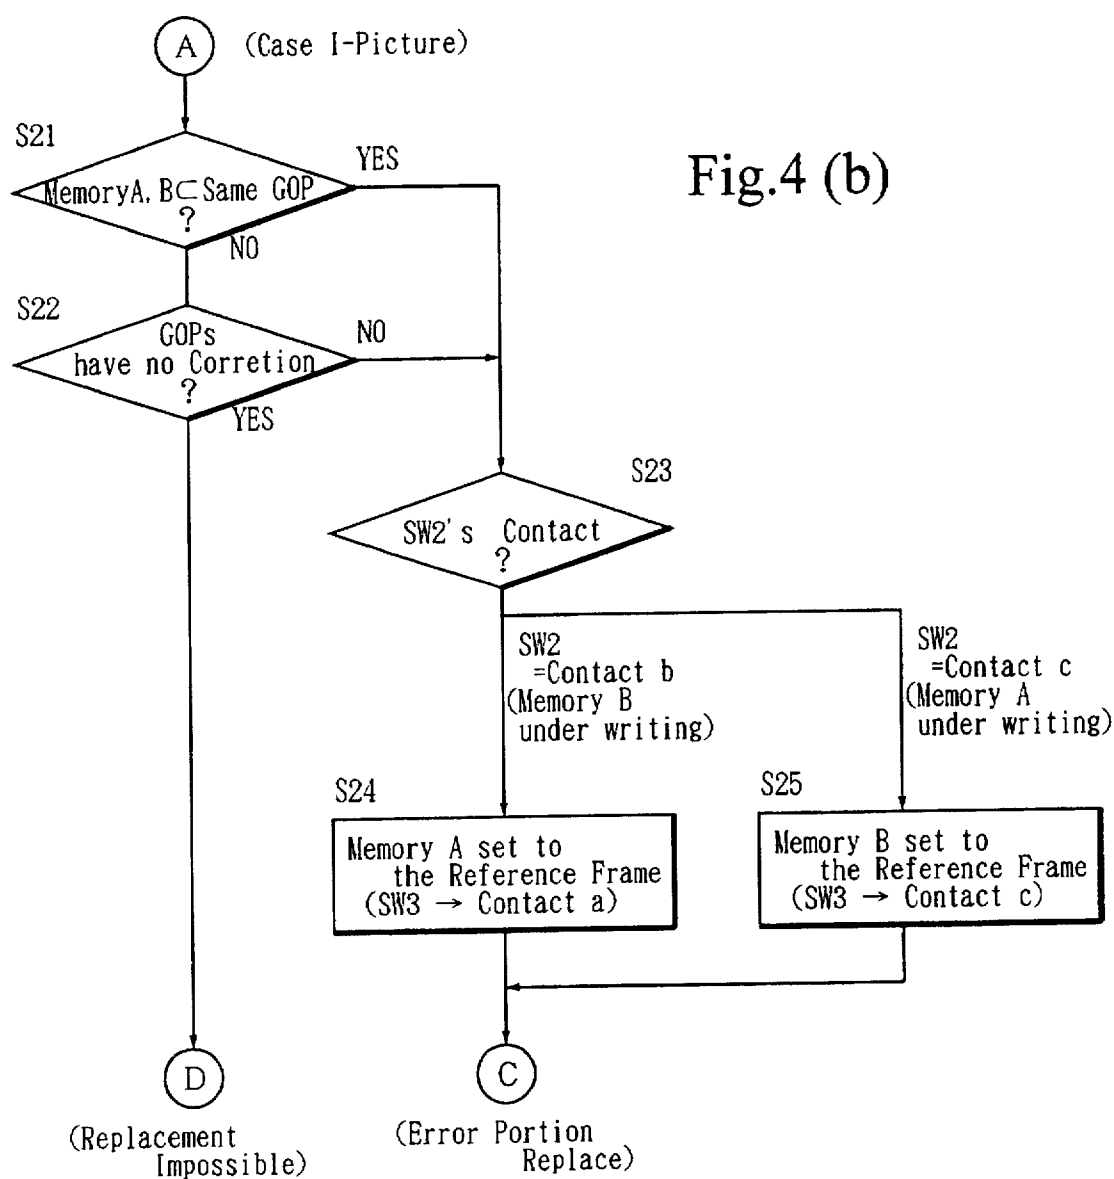 A (Case I-Picture)
S21
YES
Fig.4 (b)
MemoryA, B⊂Same GOP
?
NO
S22
GOPs
NO
have no Corretion
?
YES
S23
SW2's Contact
?
SW2
=Contact b
(Memory B
under writing)
SW2
=Contact c
(Memory A
under writing)
S24
Memory A set to
the Reference Frame
(SW3 → Contact a)
S25
Memory B set to
the Reference Frame
(SW3 → Contact c)
D
(Replacement
Impossible)
C
(Error Portion
Replace)